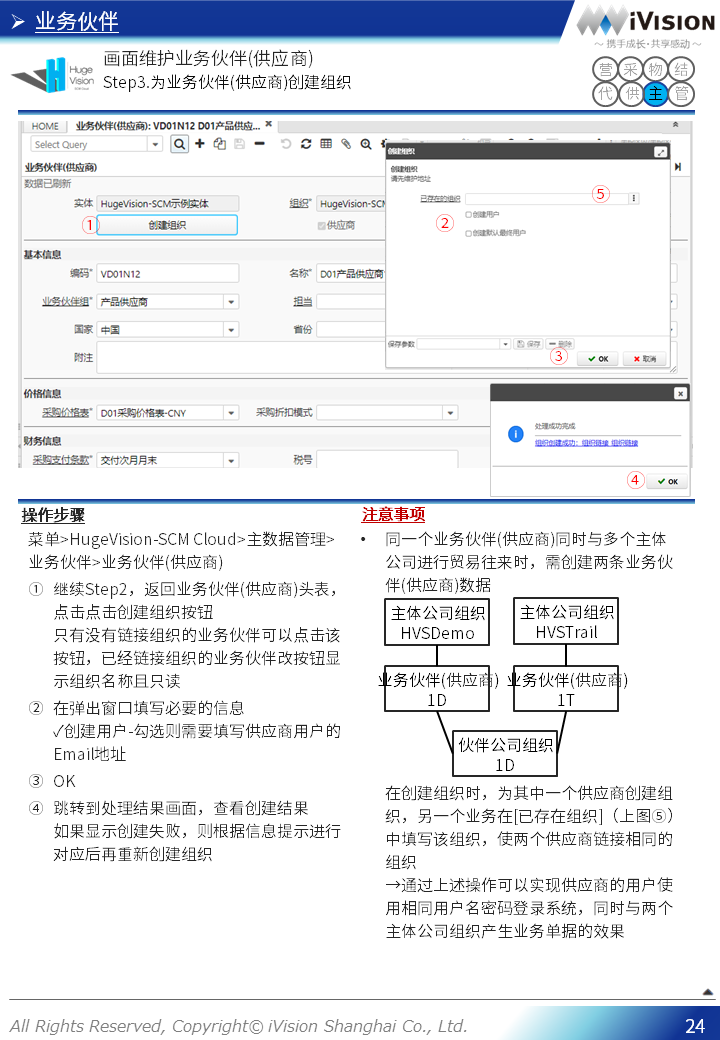 ➢ 业务伙伴
iVision
～ 携手成长·共享感动 ～
Huge Vision
画面维护业务伙伴(供应商)
Step3.为业务伙伴(供应商)创建组织
营 采 物 结
代 供 主 管
HOME 业务伙伴(供应商): VD01N12 D01产品供应...
Select Query
业务伙伴(供应商)
数据已刷新
实体 HugeVision-SCM示例实体 组织* HugeVision-SCM
① 创建组织 供应商
基本信息
编码* VD01N12 名称* D01产品供应商
业务伙伴组* 产品供应商 担当
国家 中国 省份
附注
价格信息
采购价格表* D01采购价格表-CNY 采购折扣模式
财务信息
采购支付条款* 交付次月月末 税号
创建组织
创建组织
请先维护地址
已存在的组织 ⑤
② 创建用户
创建默认最终用户
保存参数 保存 删除
③ OK 取消
处理成功完成
组织创建成功: 组织链接 组织链接
④ OK
操作步骤
菜单>HugeVision-SCM Cloud>主数据管理>
业务伙伴>业务伙伴(供应商)
① 继续Step2，返回业务伙伴(供应商)头表，
点击点击创建组织按钮
只有没有链接组织的业务伙伴可以点击该
按钮，已经链接组织的业务伙伴改按钮显
示组织名称且只读
② 在弹出窗口填写必要的信息
✓创建用户-勾选则需要填写供应商用户的
Email地址
③ OK
④ 跳转到处理结果画面，查看创建结果
如果显示创建失败，则根据信息提示进行
对应后再重新创建组织
注意事项
• 同一个业务伙伴(供应商)同时与多个主体
公司进行贸易往来时，需创建两条业务伙
伴(供应商)数据
主体公司组织
HVSDemo
主体公司组织
HVSTrail
业务伙伴(供应商)
1D
业务伙伴(供应商)
1T
伙伴公司组织
1D
在创建组织时，为其中一个供应商创建组
织，另一个业务在[已存在组织]（上图⑤）
中填写该组织，使两个供应商链接相同的
组织
→通过上述操作可以实现供应商的用户使
用相同用户名密码登录系统，同时与两个
主体公司组织产生业务单据的效果
All Rights Reserved, Copyright© iVision Shanghai Co., Ltd.
24